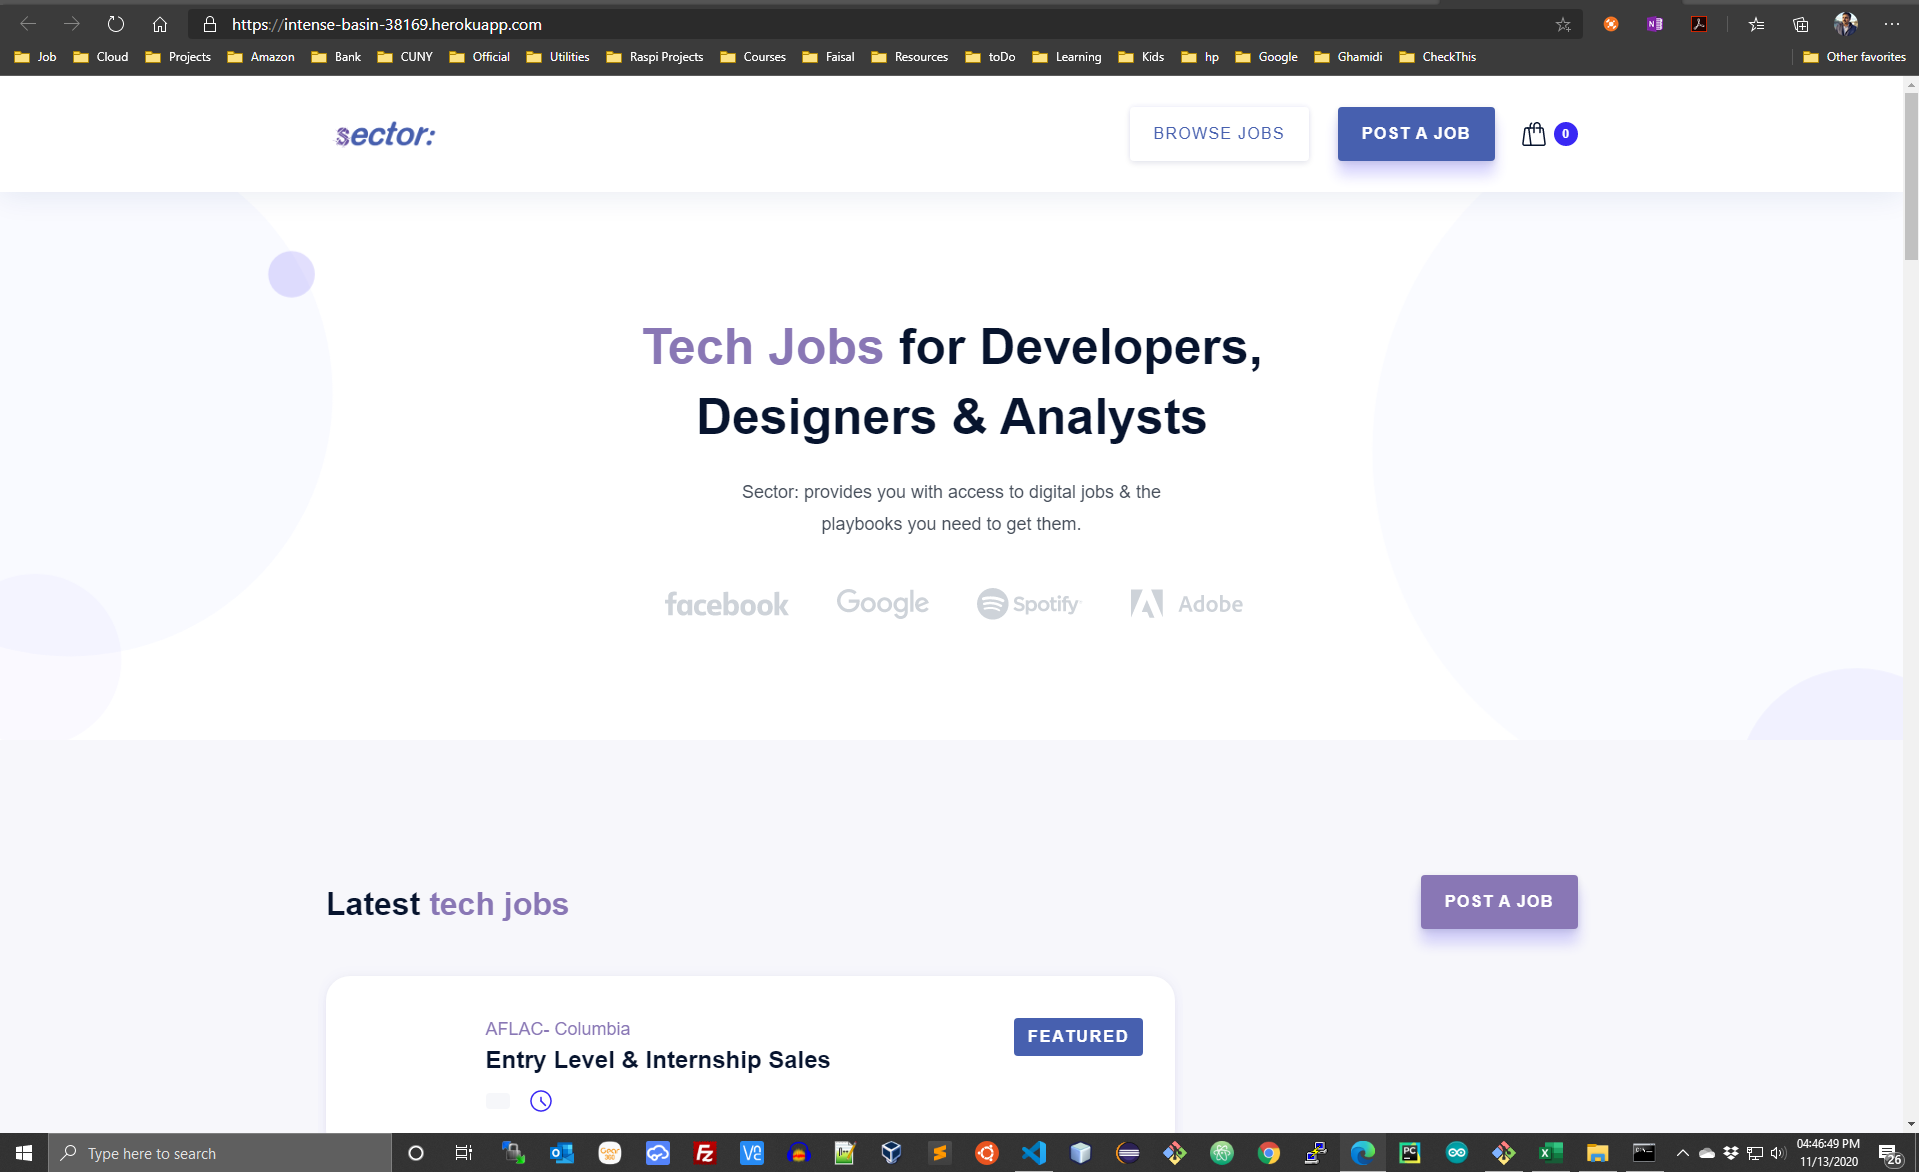 https://intense-basin-38169.herokuapp.com
Job Cloud Projects Amazon Bank CUNY Official Utilities Raspi Projects Courses Faisal Resources toDo Learning Kids hp Google Ghamidi CheckThis Other favorites
sector:
BROWSE JOBS
POST A JOB
0
Tech Jobs for Developers,
Designers & Analysts
Sector: provides you with access to digital jobs & the
playbooks you need to get them.
facebook Google Spotify Adobe
Latest tech jobs
POST A JOB
AFLAC- Columbia
FEATURED
Entry Level & Internship Sales
Type here to search
04:46:49 PM
11/13/2020
26